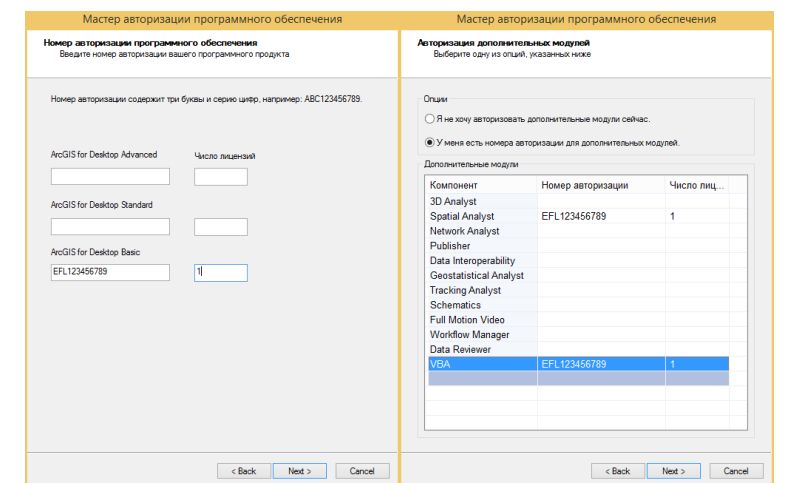 Мастер авторизации программного обеспечения
Номер авторизации программного обеспечения
Введите номер авторизации вашего программного продукта
Номер авторизации содержит три буквы и серию цифр, например: ABC123456789.
ArcGIS for Desktop Advanced
Число лицензий
ArcGIS for Desktop Standard
ArcGIS for Desktop Basic
EFL123456789 1
< Back Next > Cancel
Мастер авторизации программного обеспечения
Авторизация дополнительных модулей
Выберите одну из опций, указанных ниже
Опции
Я не хочу авторизовать дополнительные модули сейчас.
У меня есть номера авторизации для дополнительных модулей.
Дополнительные модули
Компонент Номер авторизации Число лиц...
3D Analyst
Spatial Analyst EFL123456789 1
Network Analyst
Publisher
Data Interoperability
Geostatistical Analyst
Tracking Analyst
Schematics
Full Motion Video
Workflow Manager
Data Reviewer
VBA EFL123456789 1
< Back Next > Cancel